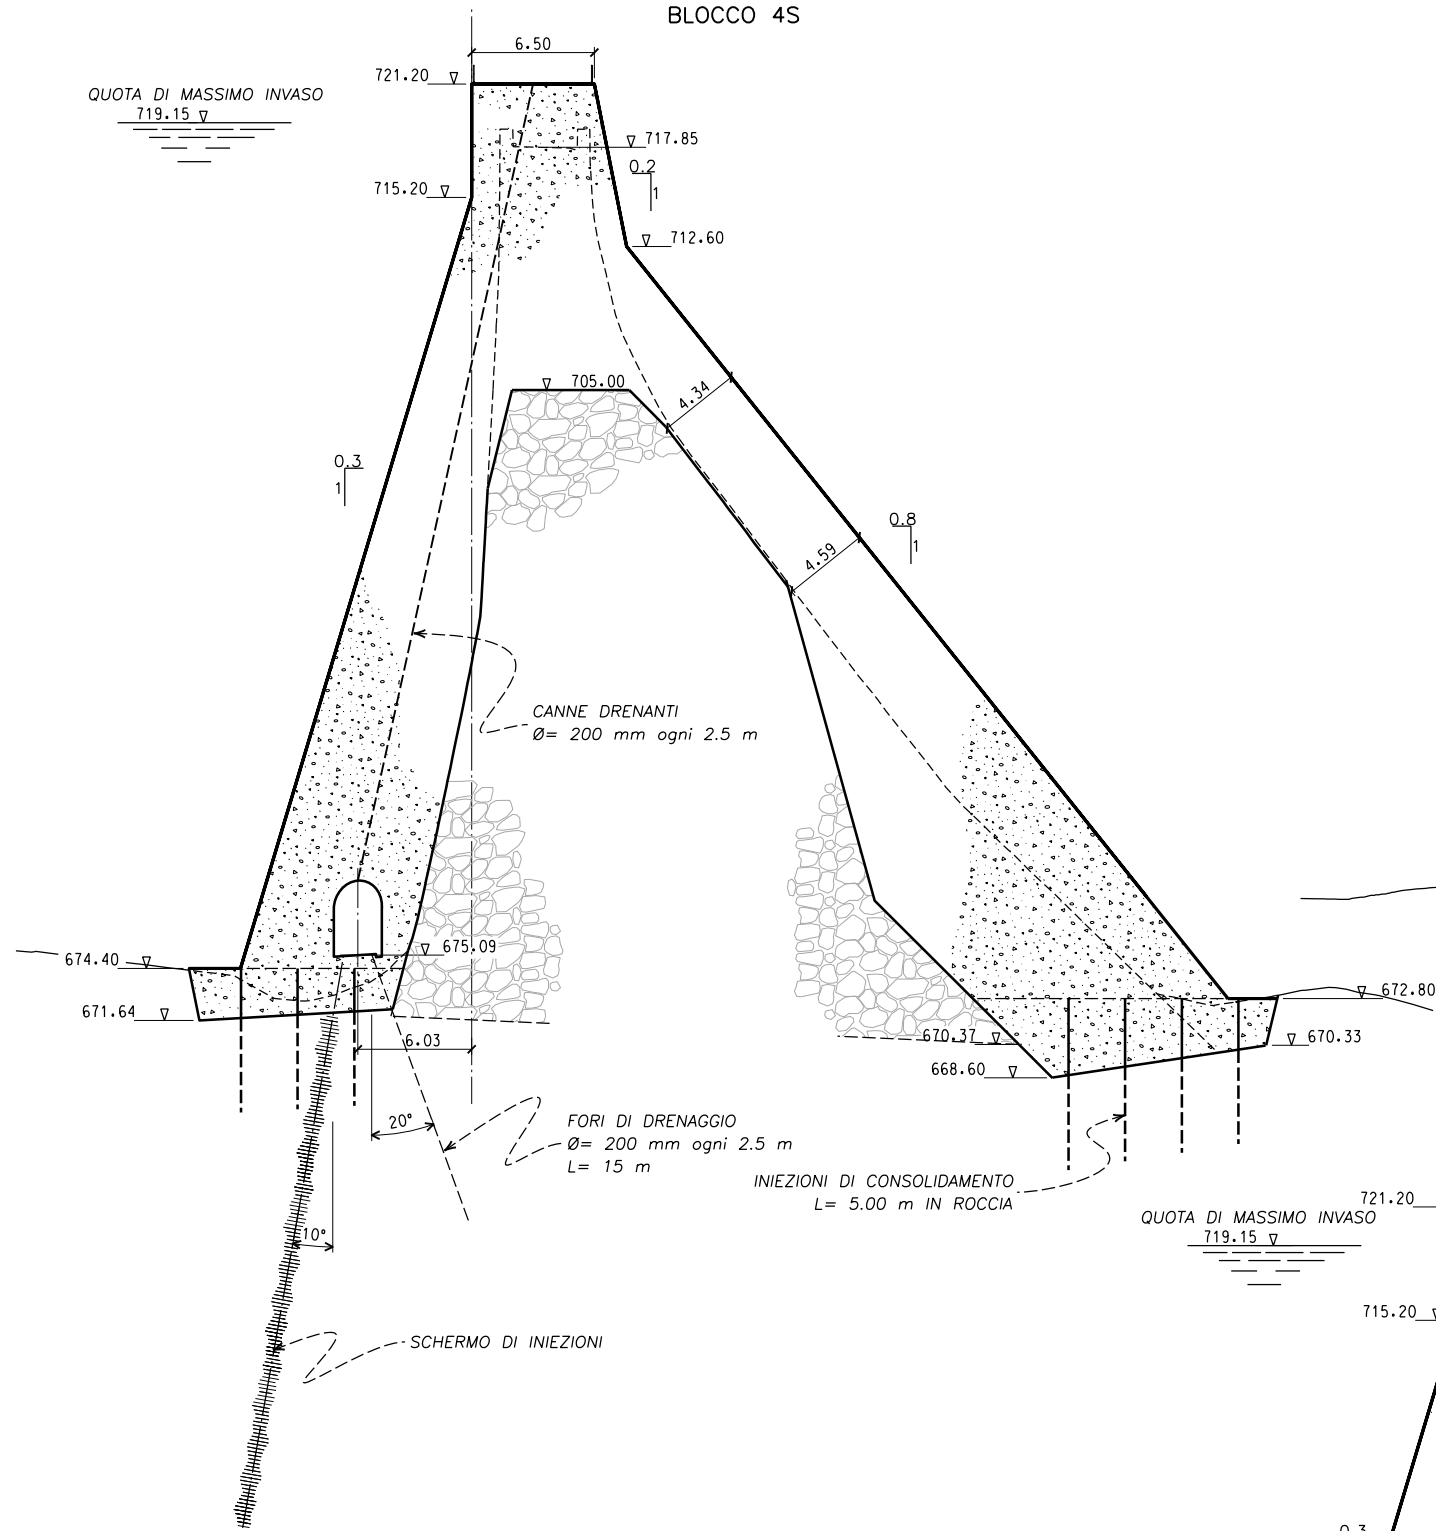 BLOCCO 4S
6.50
721.20
QUOTA DI MASSIMO INVASO
719.15
717.85
0.2
1
715.20
712.60
705.00
4.34
0.3
1
0.8
1
4.59
CANNE DRENANTI
Ø= 200 mm ogni 2.5 m
675.09
674.40
672.80
671.64
6.03
670.37
670.33
668.60
20°
FORI DI DRENAGGIO
Ø= 200 mm ogni 2.5 m
L= 15 m
INIEZIONI DI CONSOLIDAMENTO
L= 5.00 m IN ROCCIA
10°
721.20
QUOTA DI MASSIMO INVASO
719.15
715.20
SCHERMO DI INIEZIONI
0.3